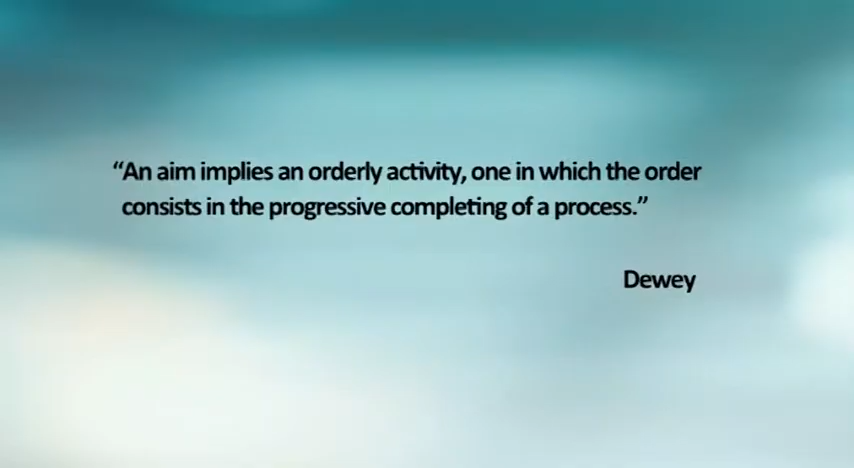 “An aim implies an orderly activity, one in which the order
consists in the progressive completing of a process.”
Dewey